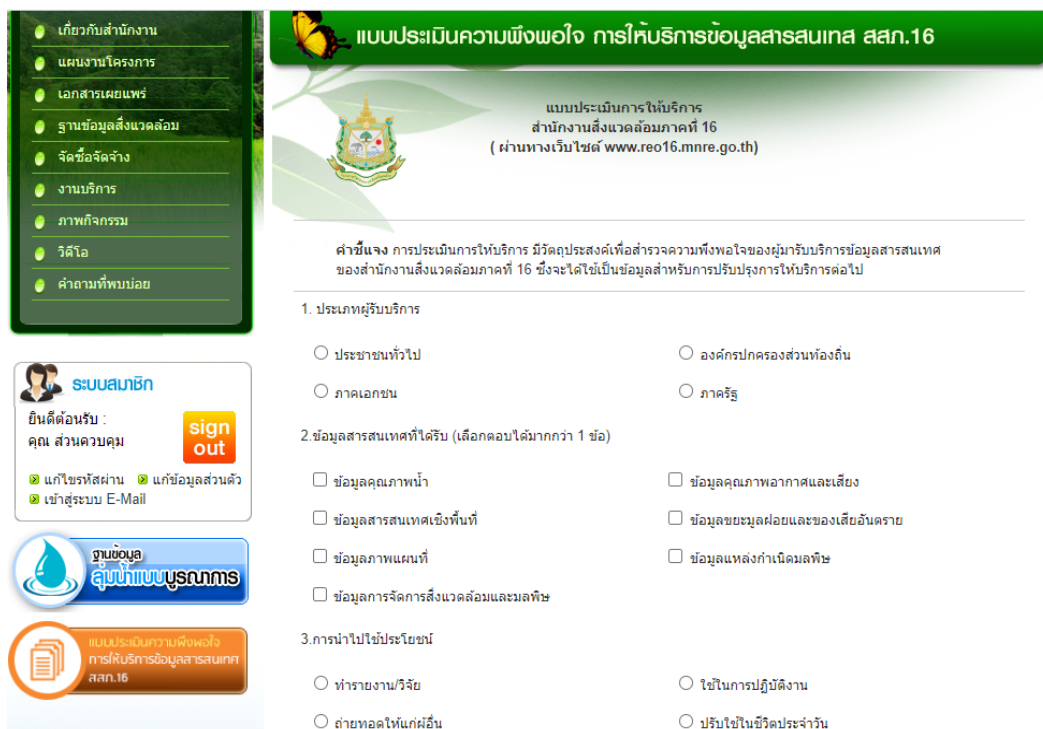 เกี่ยวกับสำนักงาน
แผนงานโครงการ
เอกสารเผยแพร่
ฐานข้อมูลสิ่งแวดล้อม
จัดซื้อจัดจ้าง
งานบริการ
ภาพกิจกรรม
วิดีโอ
คำถามที่พบบ่อย
ระบบสมาชิก
ยินดีต้อนรับ :
คุณ ส่วนควบคุม
sign
out
แก้ไขรหัสผ่าน แก้ข้อมูลส่วนตัว
เข้าสู่ระบบ E-Mail
ฐานข้อมูล
ลุ่มน้ำแบบบูรณาการ
แบบประเมินความพึงพอใจ
การให้บริการข้อมูลสารสนเทศ
สสภ.16
แบบประเมินความพึงพอใจ การให้บริการข้อมูลสารสนเทส สสภ.16
แบบประเมินการให้บริการ
สำนักงานสิ่งแวดล้อมภาคที่ 16
( ผ่านทางเว็บไซต์ www.reo16.mnre.go.th)
คำชี้แจง การประเมินการให้บริการ มีวัตถุประสงค์เพื่อสำรวจความพึงพอใจของผู้มารับบริการข้อมูลสารสนเทศ
ของสำนักงานสิ่งแวดล้อมภาคที่ 16 ซึ่งจะได้ใช้เป็นข้อมูลสำหรับการปรับปรุงการให้บริการต่อไป
1. ประเภทผู้รับบริการ
ประชาชนทั่วไป องค์กรปกครองส่วนท้องถิ่น
ภาคเอกชน ภาครัฐ
2.ข้อมูลสารสนเทศที่ได้รับ (เลือกตอบได้มากกว่า 1 ข้อ)
ข้อมูลคุณภาพน้ำ ข้อมูลคุณภาพอากาศและเสียง
ข้อมูลสารสนเทศเชิงพื้นที่ ข้อมูลขยะมูลฝอยและของเสียอันตราย
ข้อมูลภาพแผนที่ ข้อมูลแหล่งกำเนิดมลพิษ
ข้อมูลการจัดการสิ่งแวดล้อมและมลพิษ
3.การนำไปใช้ประโยชน์
ทำรายงาน/วิจัย ใช้ในการปฏิบัติงาน
ถ่ายทอดให้แก่ผู้อื่น ปรับใช้ในชีวิตประจำวัน